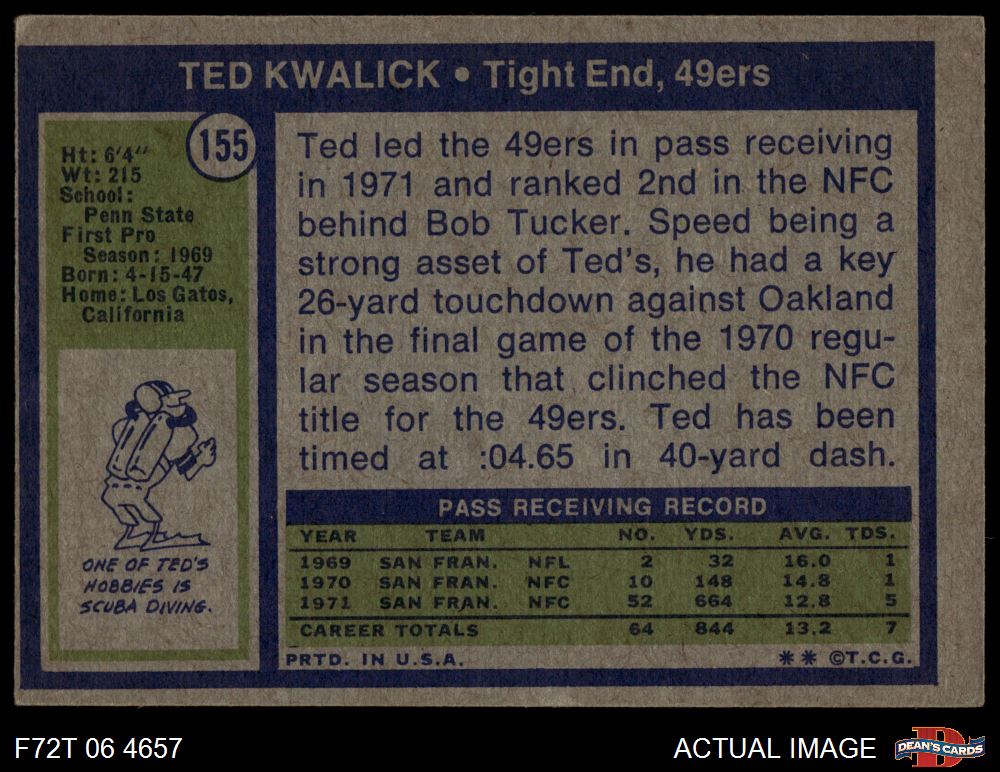 TED KWALICK • Tight End, 49ers
155
Ht: 6'4"
Wt: 215
School:
Penn State
First Pro
Season: 1969
Born: 4-15-47
Home: Los Gatos,
California
ONE OF TED'S
HOBBIES IS
SCUBA DIVING.
Ted led the 49ers in pass receiving
in 1971 and ranked 2nd in the NFC
behind Bob Tucker. Speed being a
strong asset of Ted's, he had a key
26-yard touchdown against Oakland
in the final game of the 1970 regu-
lar season that clinched the NFC
title for the 49ers. Ted has been
timed at :04.65 in 40-yard dash.
PASS RECEIVING RECORD
YEAR TEAM NO. YDS. AVG. TDS.
1969 SAN FRAN. NFL 2 32 16.0 1
1970 SAN FRAN. NFC 10 148 14.8 1
1971 SAN FRAN. NFC 52 664 12.8 5
CAREER TOTALS 64 844 13.2 7
PRTD. IN U.S.A. ** ©T.C.G.
F72T 06 4657 ACTUAL IMAGE DEAN'S CARDS